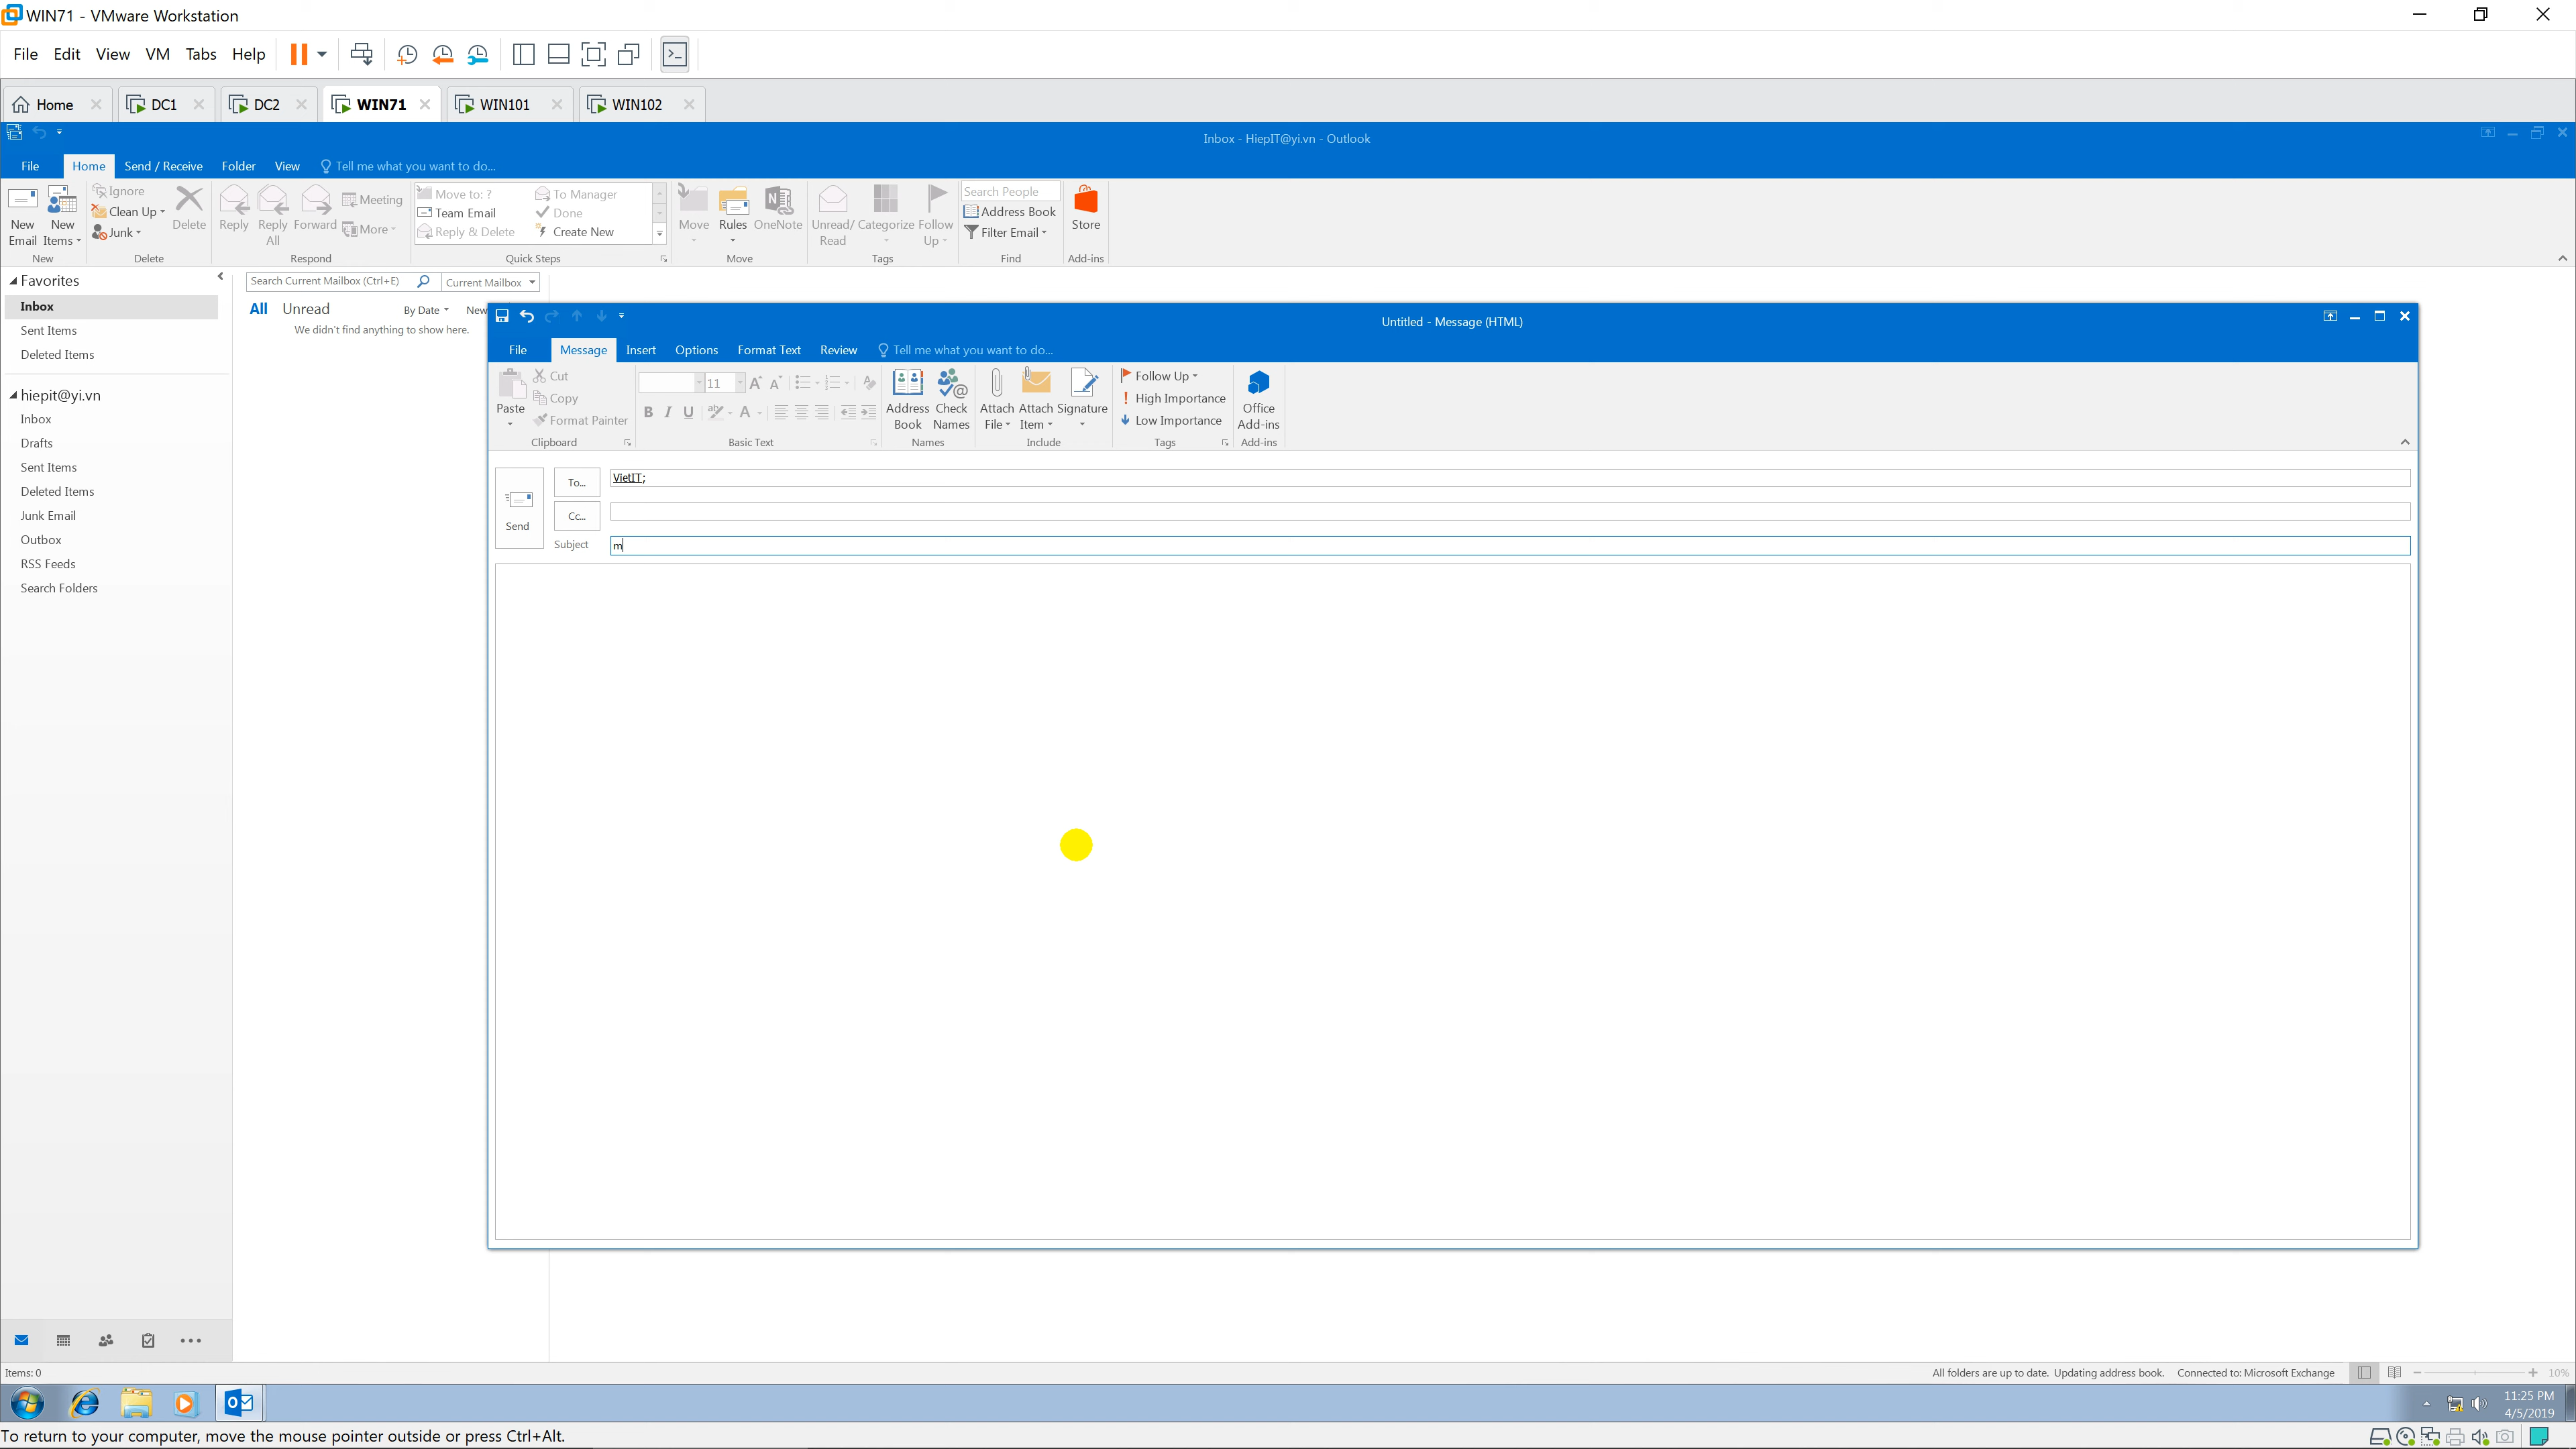 WIN71 - VMware Workstation
File Edit View VM Tabs Help
Home DC1 DC2 WIN71 WIN101 WIN102
Inbox - HiepIT@yi.vn - Outlook
File Home Send / Receive Folder View Tell me what you want to do...
New Email
New Items
New
Ignore
Clean Up
Junk
Delete
Delete
Reply
Reply All
Forward
Meeting
More
Respond
Move to: ?
Team Email
Reply & Delete
To Manager
Done
Create New
Quick Steps
Move
Rules
OneNote
Move
Unread/ Read
Categorize
Follow Up
Tags
Search People
Address Book
Filter Email
Find
Store
Add-ins
Favorites
Inbox
Sent Items
Deleted Items
hiepit@yi.vn
Inbox
Drafts
Sent Items
Deleted Items
Junk Email
Outbox
RSS Feeds
Search Folders
Search Current Mailbox (Ctrl+E) Current Mailbox
All Unread By Date New
We didn't find anything to show here.
Untitled - Message (HTML)
File Message Insert Options Format Text Review Tell me what you want to do...
Paste
Cut
Copy
Format Painter
Clipboard
11
B I U
Basic Text
Address Book
Check Names
Names
Attach File
Attach Item
Signature
Include
Follow Up
High Importance
Low Importance
Tags
Office Add-ins
Add-ins
Send
To... VietIT;
Cc...
Subject m
Items: 0
All folders are up to date. Updating address book. Connected to: Microsoft Exchange 10%
11:25 PM
4/5/2019
To return to your computer, move the mouse pointer outside or press Ctrl+Alt.